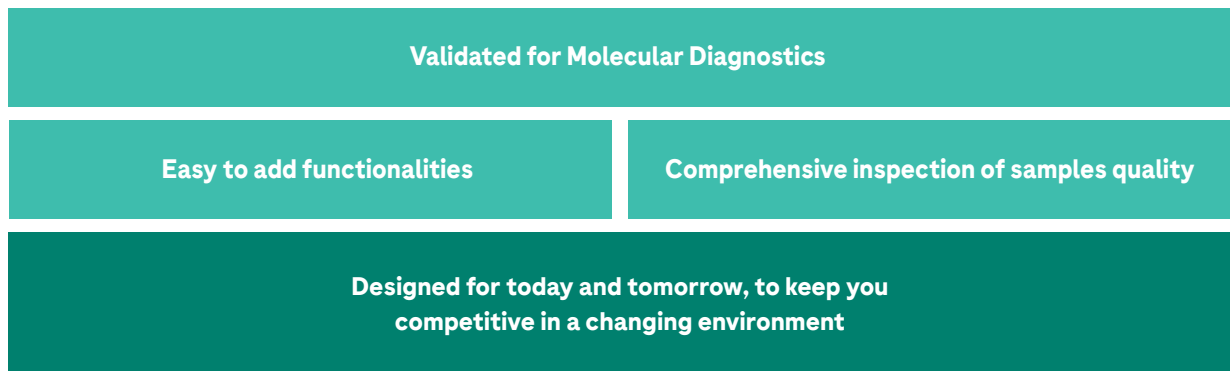 Validated for Molecular Diagnostics
Easy to add functionalities
Comprehensive inspection of samples quality
Designed for today and tomorrow, to keep you
competitive in a changing environment